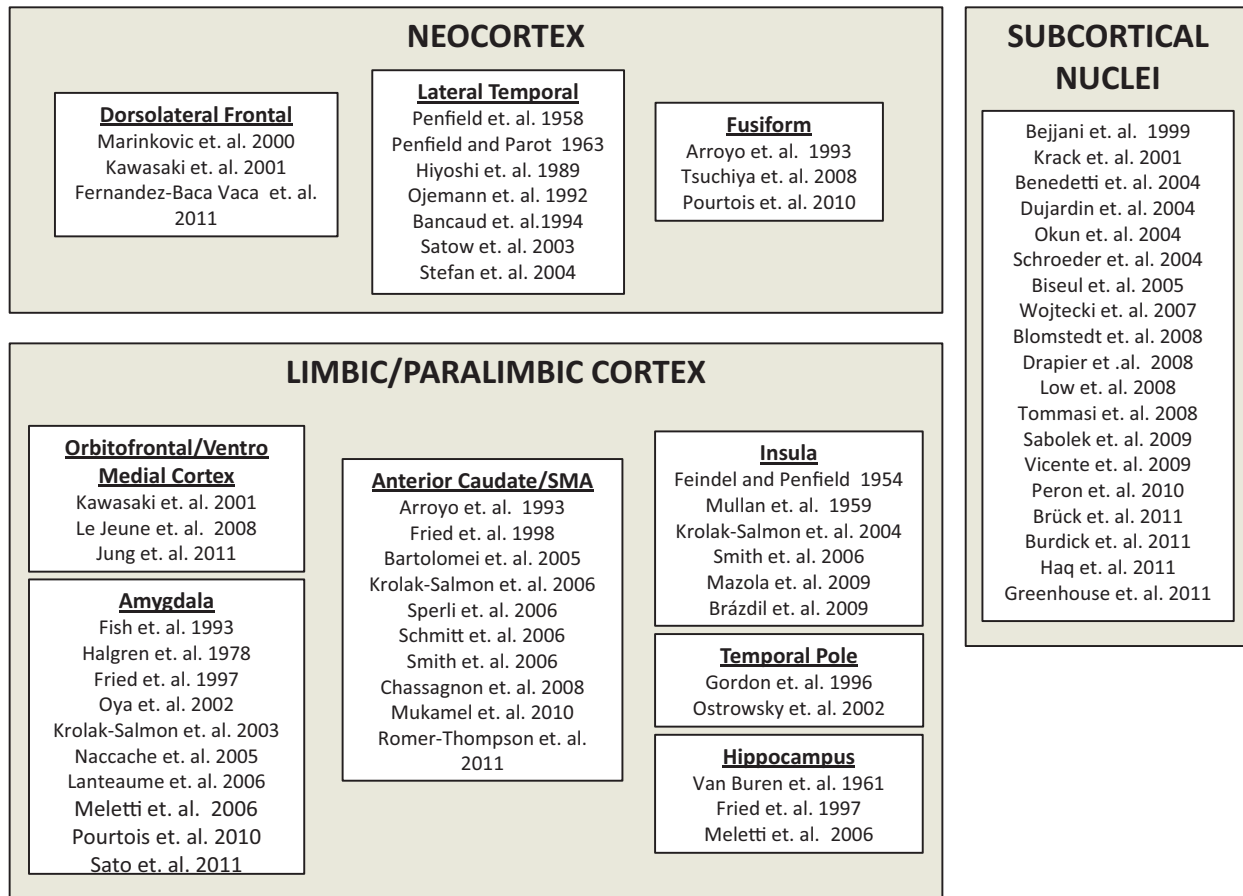 NEOCORTEX
Dorsolateral Frontal
Marinkovic et. al. 2000
Kawasaki et. al. 2001
Fernandez-Baca Vaca et. al.
2011
Lateral Temporal
Penfield et. al. 1958
Penfield and Parot 1963
Hiyoshi et. al. 1989
Ojemann et. al. 1992
Bancaud et. al.1994
Satow et. al. 2003
Stefan et. al. 2004
Fusiform
Arroyo et. al. 1993
Tsuchiya et. al. 2008
Pourtois et. al. 2010
LIMBIC/PARALIMBIC CORTEX
Orbitofrontal/Ventro
Medial Cortex
Kawasaki et. al. 2001
Le Jeune et. al. 2008
Jung et. al. 2011
Amygdala
Fish et. al. 1993
Halgren et. al. 1978
Fried et. al. 1997
Oya et. al. 2002
Krolak-Salmon et. al. 2003
Naccache et. al. 2005
Lanteaume et. al. 2006
Meletti et. al. 2006
Pourtois et. al. 2010
Sato et. al. 2011
Anterior Caudate/SMA
Arroyo et. al. 1993
Fried et. al. 1998
Bartolomei et. al. 2005
Krolak-Salmon et. al. 2006
Sperli et. al. 2006
Schmitt et. al. 2006
Smith et. al. 2006
Chassagnon et. al. 2008
Mukamel et. al. 2010
Romer-Thompson et. al.
2011
Insula
Feindel and Penfield 1954
Mullan et. al. 1959
Krolak-Salmon et. al. 2004
Smith et. al. 2006
Mazola et. al. 2009
Brázdil et. al. 2009
Temporal Pole
Gordon et. al. 1996
Ostrowsky et. al. 2002
Hippocampus
Van Buren et. al. 1961
Fried et. al. 1997
Meletti et. al. 2006
SUBCORTICAL
NUCLEI
Bejjani et. al. 1999
Krack et. al. 2001
Benedetti et. al. 2004
Dujardin et. al. 2004
Okun et. al. 2004
Schroeder et. al. 2004
Biseul et. al. 2005
Wojtecki et. al. 2007
Blomstedt et. al. 2008
Drapier et .al. 2008
Low et. al. 2008
Tommasi et. al. 2008
Sabolek et. al. 2009
Vicente et. al. 2009
Peron et. al. 2010
Brück et. al. 2011
Burdick et. al. 2011
Haq et. al. 2011
Greenhouse et. al. 2011